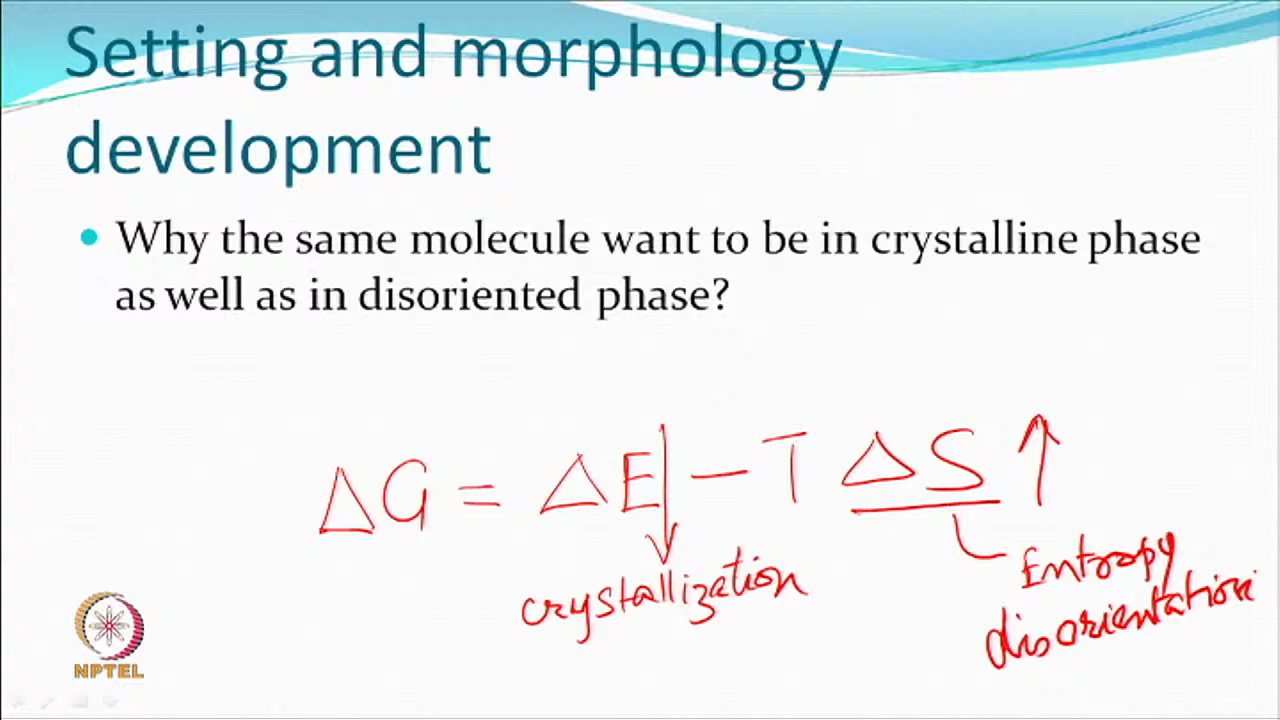 Setting and morphology
development
• Why the same molecule want to be in crystalline phase
as well as in disoriented phase?
ΔG = ΔE↓ − T ΔS ↑
crystallization
Entropy
disorientation
NPTEL